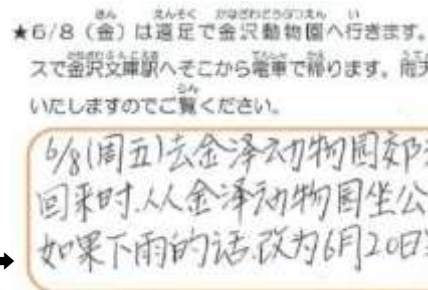 ★6/8（金）は遠足で金沢動物園へ行きます。
スで金沢文庫駅へそこから電車で帰ります。雨天
いたしますのでご覧ください。
6/8(周五)去金泽动物园郊
回来时.从金泽动物园坐公
如果下雨的话.改为6月20日